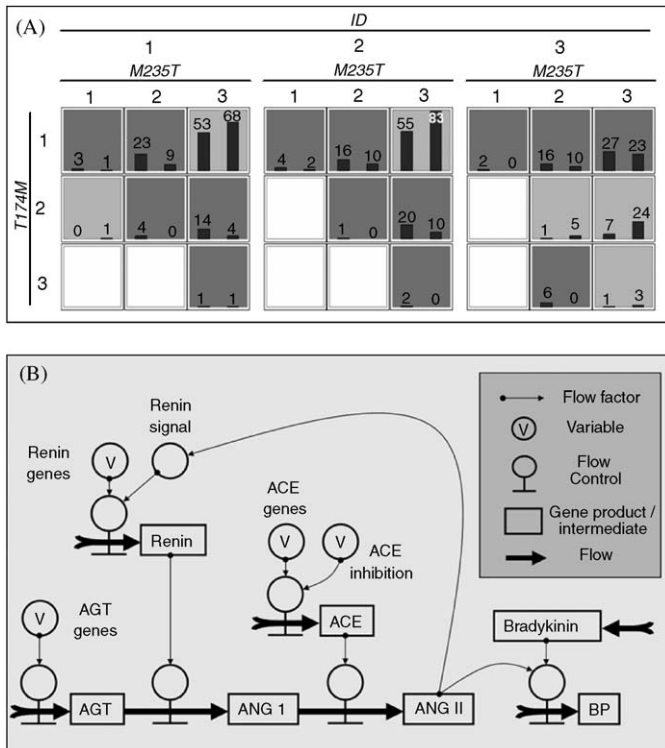 (A)
ID
1 2 3
M235T M235T M235T
1 2 3 1 2 3 1 2 3
T174M
1
3 1 23 9 53 68 4 2 16 10 55 83 2 0 16 10 27 23
2
0 1 4 0 14 4 1 0 20 10 1 5 7 24
3
1 1 2 0 6 0 1 3
(B)
Renin
signal
Renin
genes
V
Renin
ACE
genes
V
V
ACE
inhibition
ACE
AGT
genes
V
AGT
ANG 1
ANG II
Bradykinin
BP
Flow factor
V
Variable
Flow
Control
Gene product /
intermediate
Flow